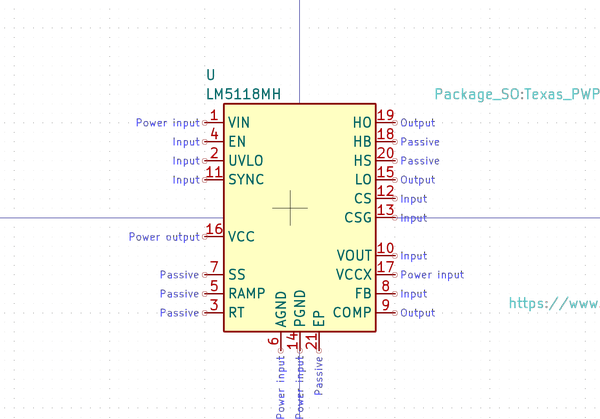 U
LM5118MH
Package_SO:Texas_PWP
Power input 1 VIN HO 19 Output
Input 4 EN HB 18 Passive
Input 2 UVLO HS 20 Passive
Input 11 SYNC LO 15 Output
CS 12 Input
CSG 13 Input
Power output 16 VCC
VOUT 10 Input
Passive 7 SS VCCX 17 Power input
Passive 5 RAMP FB 8 Input
https://www.
Passive 3 RT COMP 9 Output
AGND PGND EP
6 14 21
Power input Power input Passive